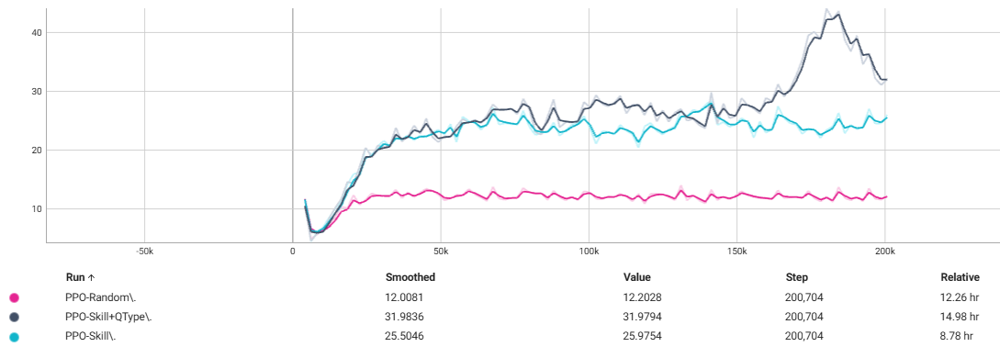 40
30
20
10
-50k 0 50k 100k 150k 200k
Run ↑ Smoothed Value Step Relative
PPO-Random\. 12.0081 12.2028 200,704 12.26 hr
PPO-Skill+QType\. 31.9836 31.9794 200,704 14.98 hr
PPO-Skill\. 25.5046 25.9754 200,704 8.78 hr